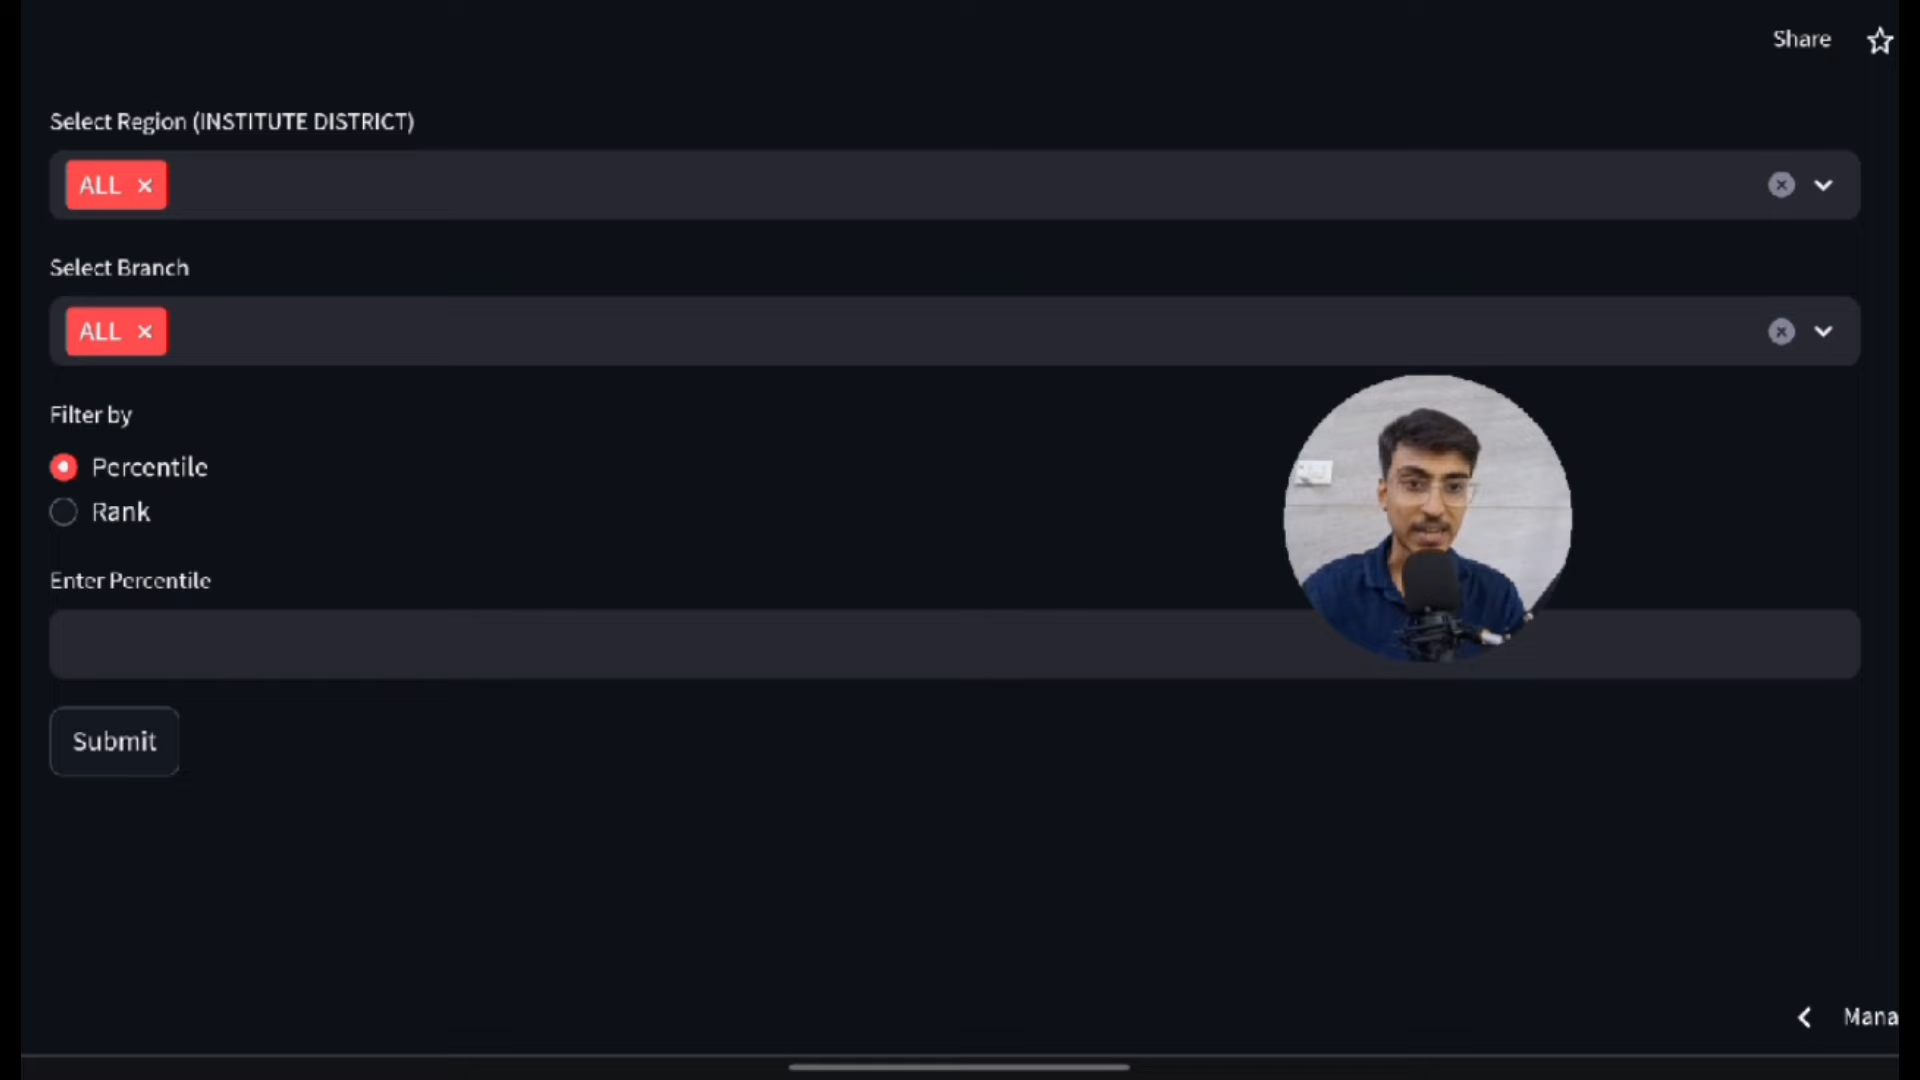 Share
Select Region (INSTITUTE DISTRICT)
ALL
Select Branch
ALL
Filter by
Percentile
Rank
Enter Percentile
Submit
Mana